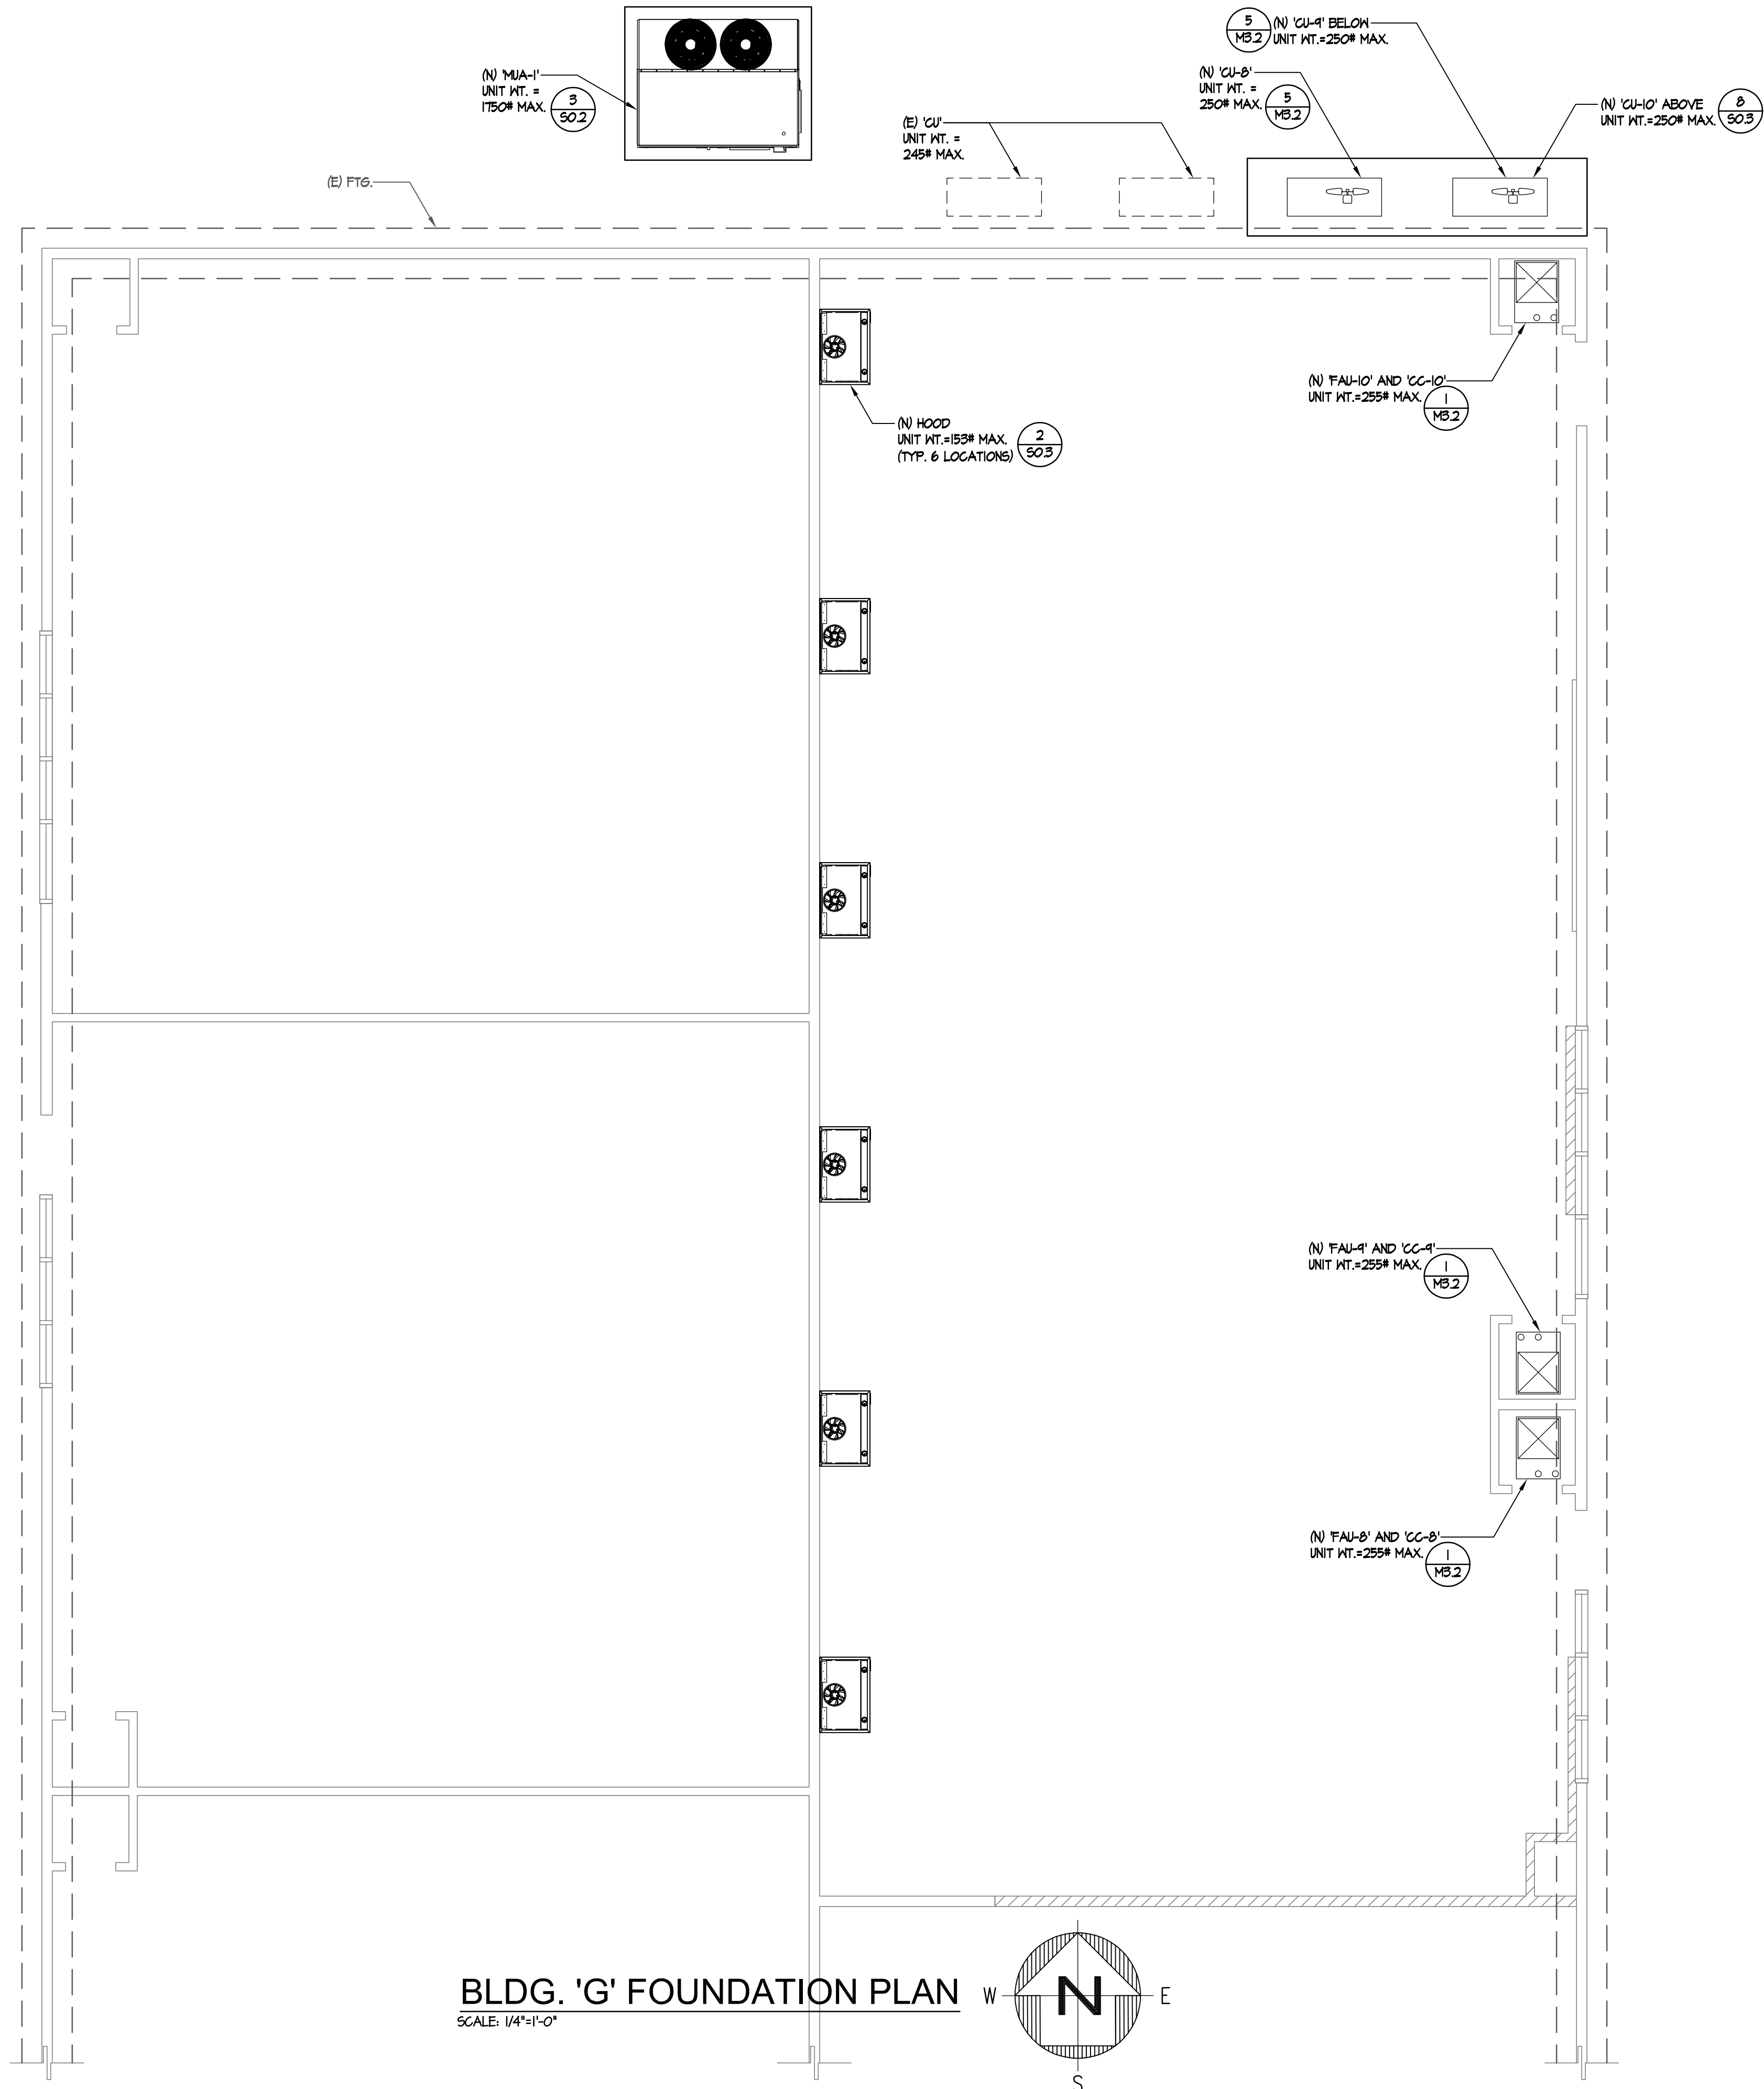 5
M3.2
(N) 'CU-9' BELOW
UNIT WT.=250# MAX.
(N) 'MUA-1'
UNIT WT. =
1750# MAX.
3
S0.2
(N) 'CU-8'
UNIT WT. =
250# MAX.
5
M3.2
(N) 'CU-10' ABOVE
UNIT WT.=250# MAX.
8
S0.3
(E) 'CU'
UNIT WT. =
245# MAX.
(E) FTG.
(N) 'FAU-10' AND 'CC-10'
UNIT WT.=255# MAX.
1
M3.2
(N) HOOD
UNIT WT.=153# MAX.
(TYP. 6 LOCATIONS)
2
S0.3
(N) 'FAU-9' AND 'CC-9'
UNIT WT.=255# MAX.
1
M3.2
(N) 'FAU-8' AND 'CC-8'
UNIT WT.=255# MAX.
1
M3.2
BLDG. 'G' FOUNDATION PLAN
SCALE: 1/4"=1'-0"
W
N
E
S